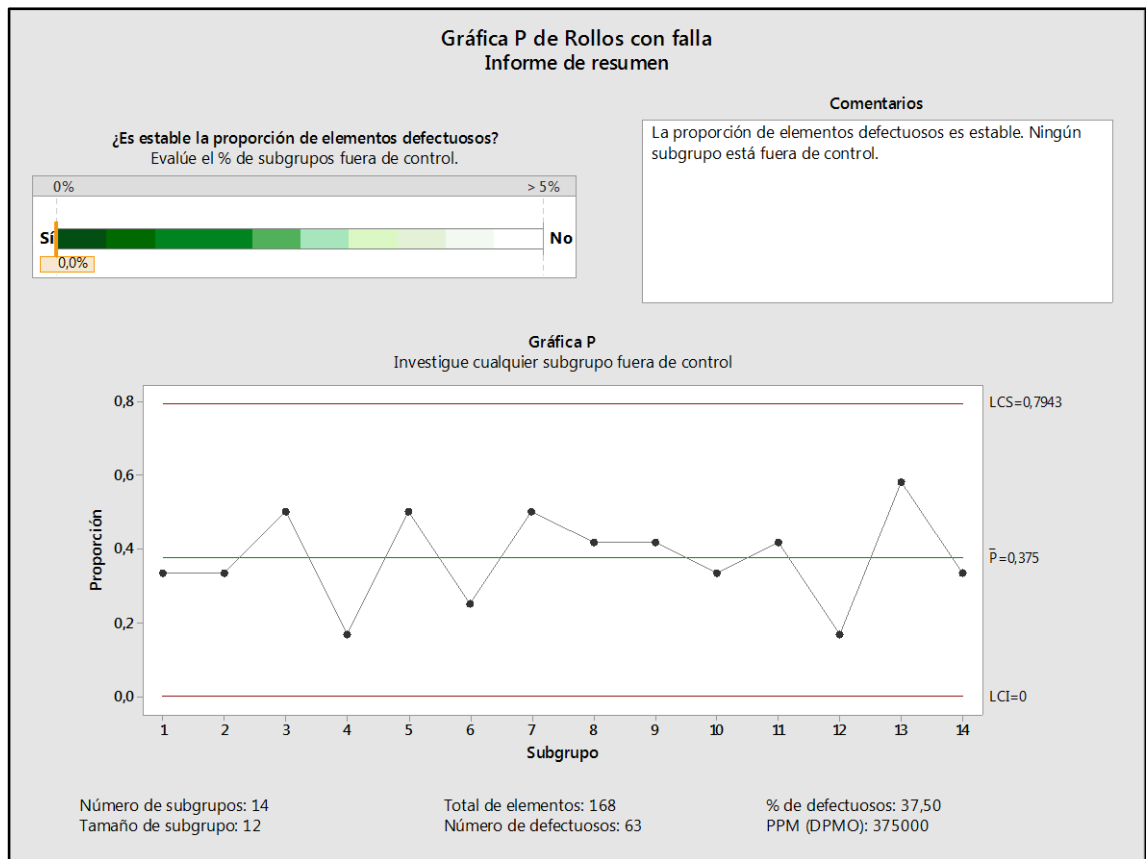 Gráfica P de Rollos con falla
Informe de resumen
¿Es estable la proporción de elementos defectuosos?
Evalúe el % de subgrupos fuera de control.
0%
> 5%
Sí
No
0,0%
Comentarios
La proporción de elementos defectuosos es estable. Ningún
subgrupo está fuera de control.
Gráfica P
Investigue cualquier subgrupo fuera de control
Proporción
0,8
0,6
0,4
0,2
0,0
LCS=0,7943
P̄=0,375
LCI=0
1 2 3 4 5 6 7 8 9 10 11 12 13 14
Subgrupo
Número de subgrupos: 14
Tamaño de subgrupo: 12
Total de elementos: 168
Número de defectuosos: 63
% de defectuosos: 37,50
PPM (DPMO): 375000